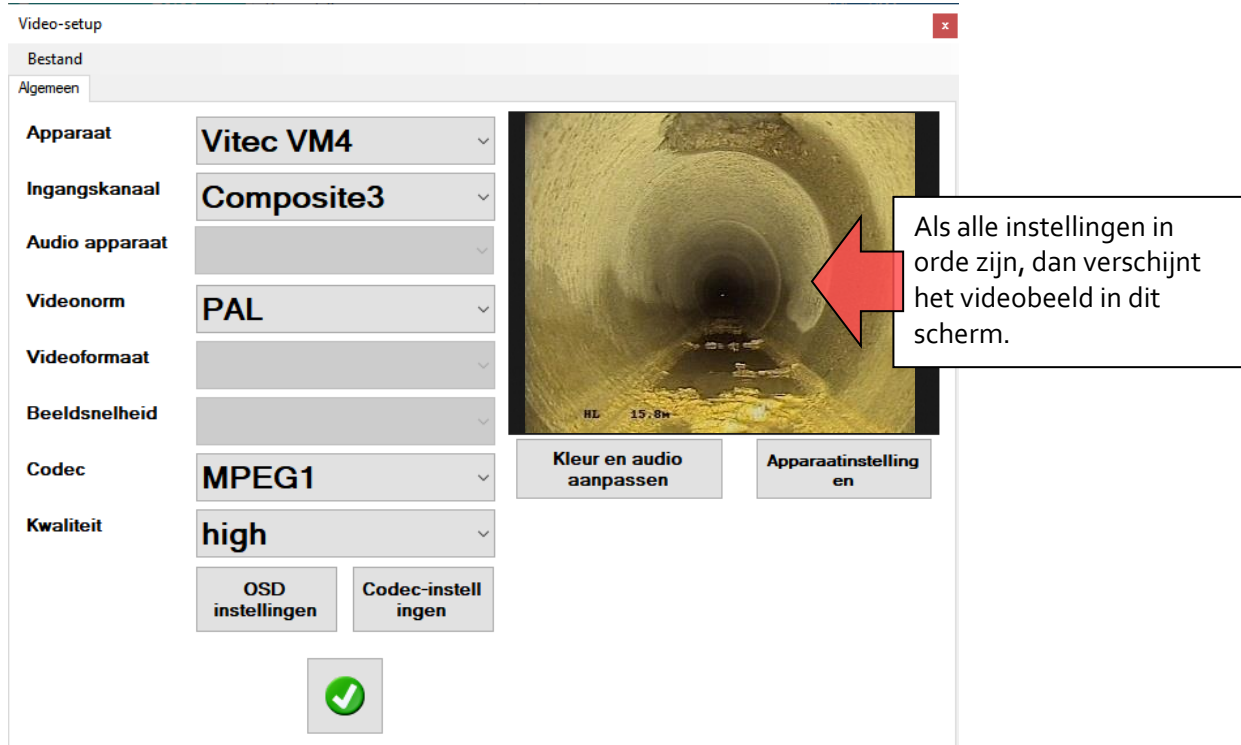 Video-setup
x
Bestand
Algemeen
Apparaat
Vitec VM4
Ingangskanaal
Composite3
Audio apparaat
Videonorm
PAL
Videoformaat
Beeldsnelheid
Codec
MPEG1
Kwaliteit
high
OSD
instellingen
Codec-instell
ingen
HL 15.8м
Kleur en audio
aanpassen
Apparaatinstelling
en
Als alle instellingen in
orde zijn, dan verschijnt
het videobeeld in dit
scherm.